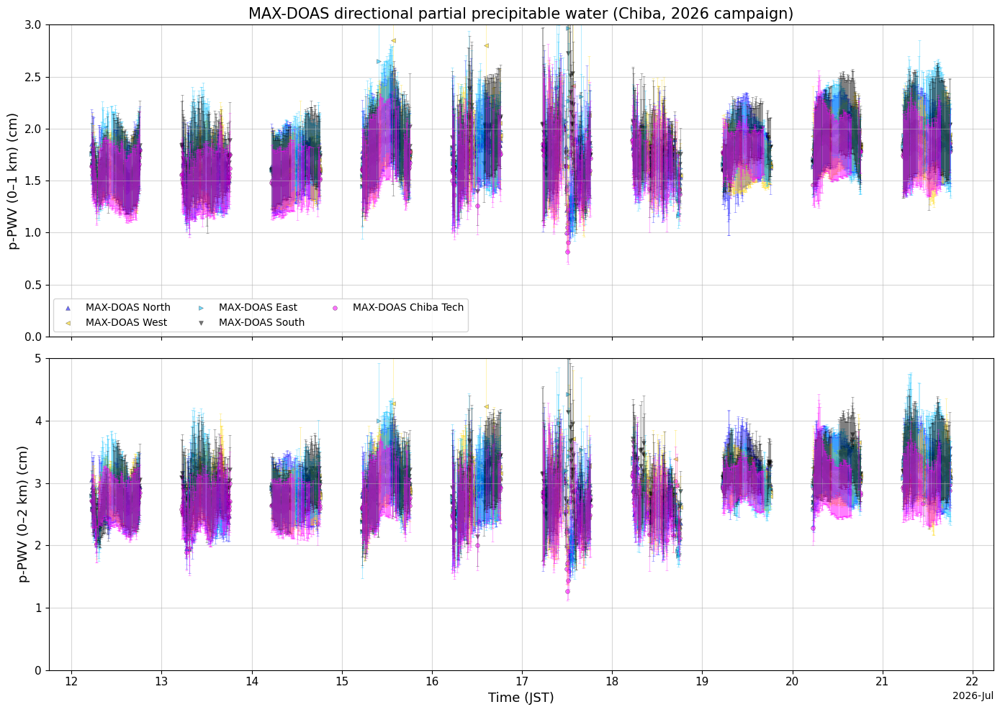 MAX-DOAS directional partial precipitable water (Chiba, 2026 campaign)
p-PWV (0–1 km) (cm)
3.0
2.5
2.0
1.5
1.0
0.5
0.0
MAX-DOAS North
MAX-DOAS West
MAX-DOAS East
MAX-DOAS South
MAX-DOAS Chiba Tech
p-PWV (0–2 km) (cm)
5
4
3
2
1
0
12 13 14 15 16 17 18 19 20 21 22
Time (JST)
2026-Jul